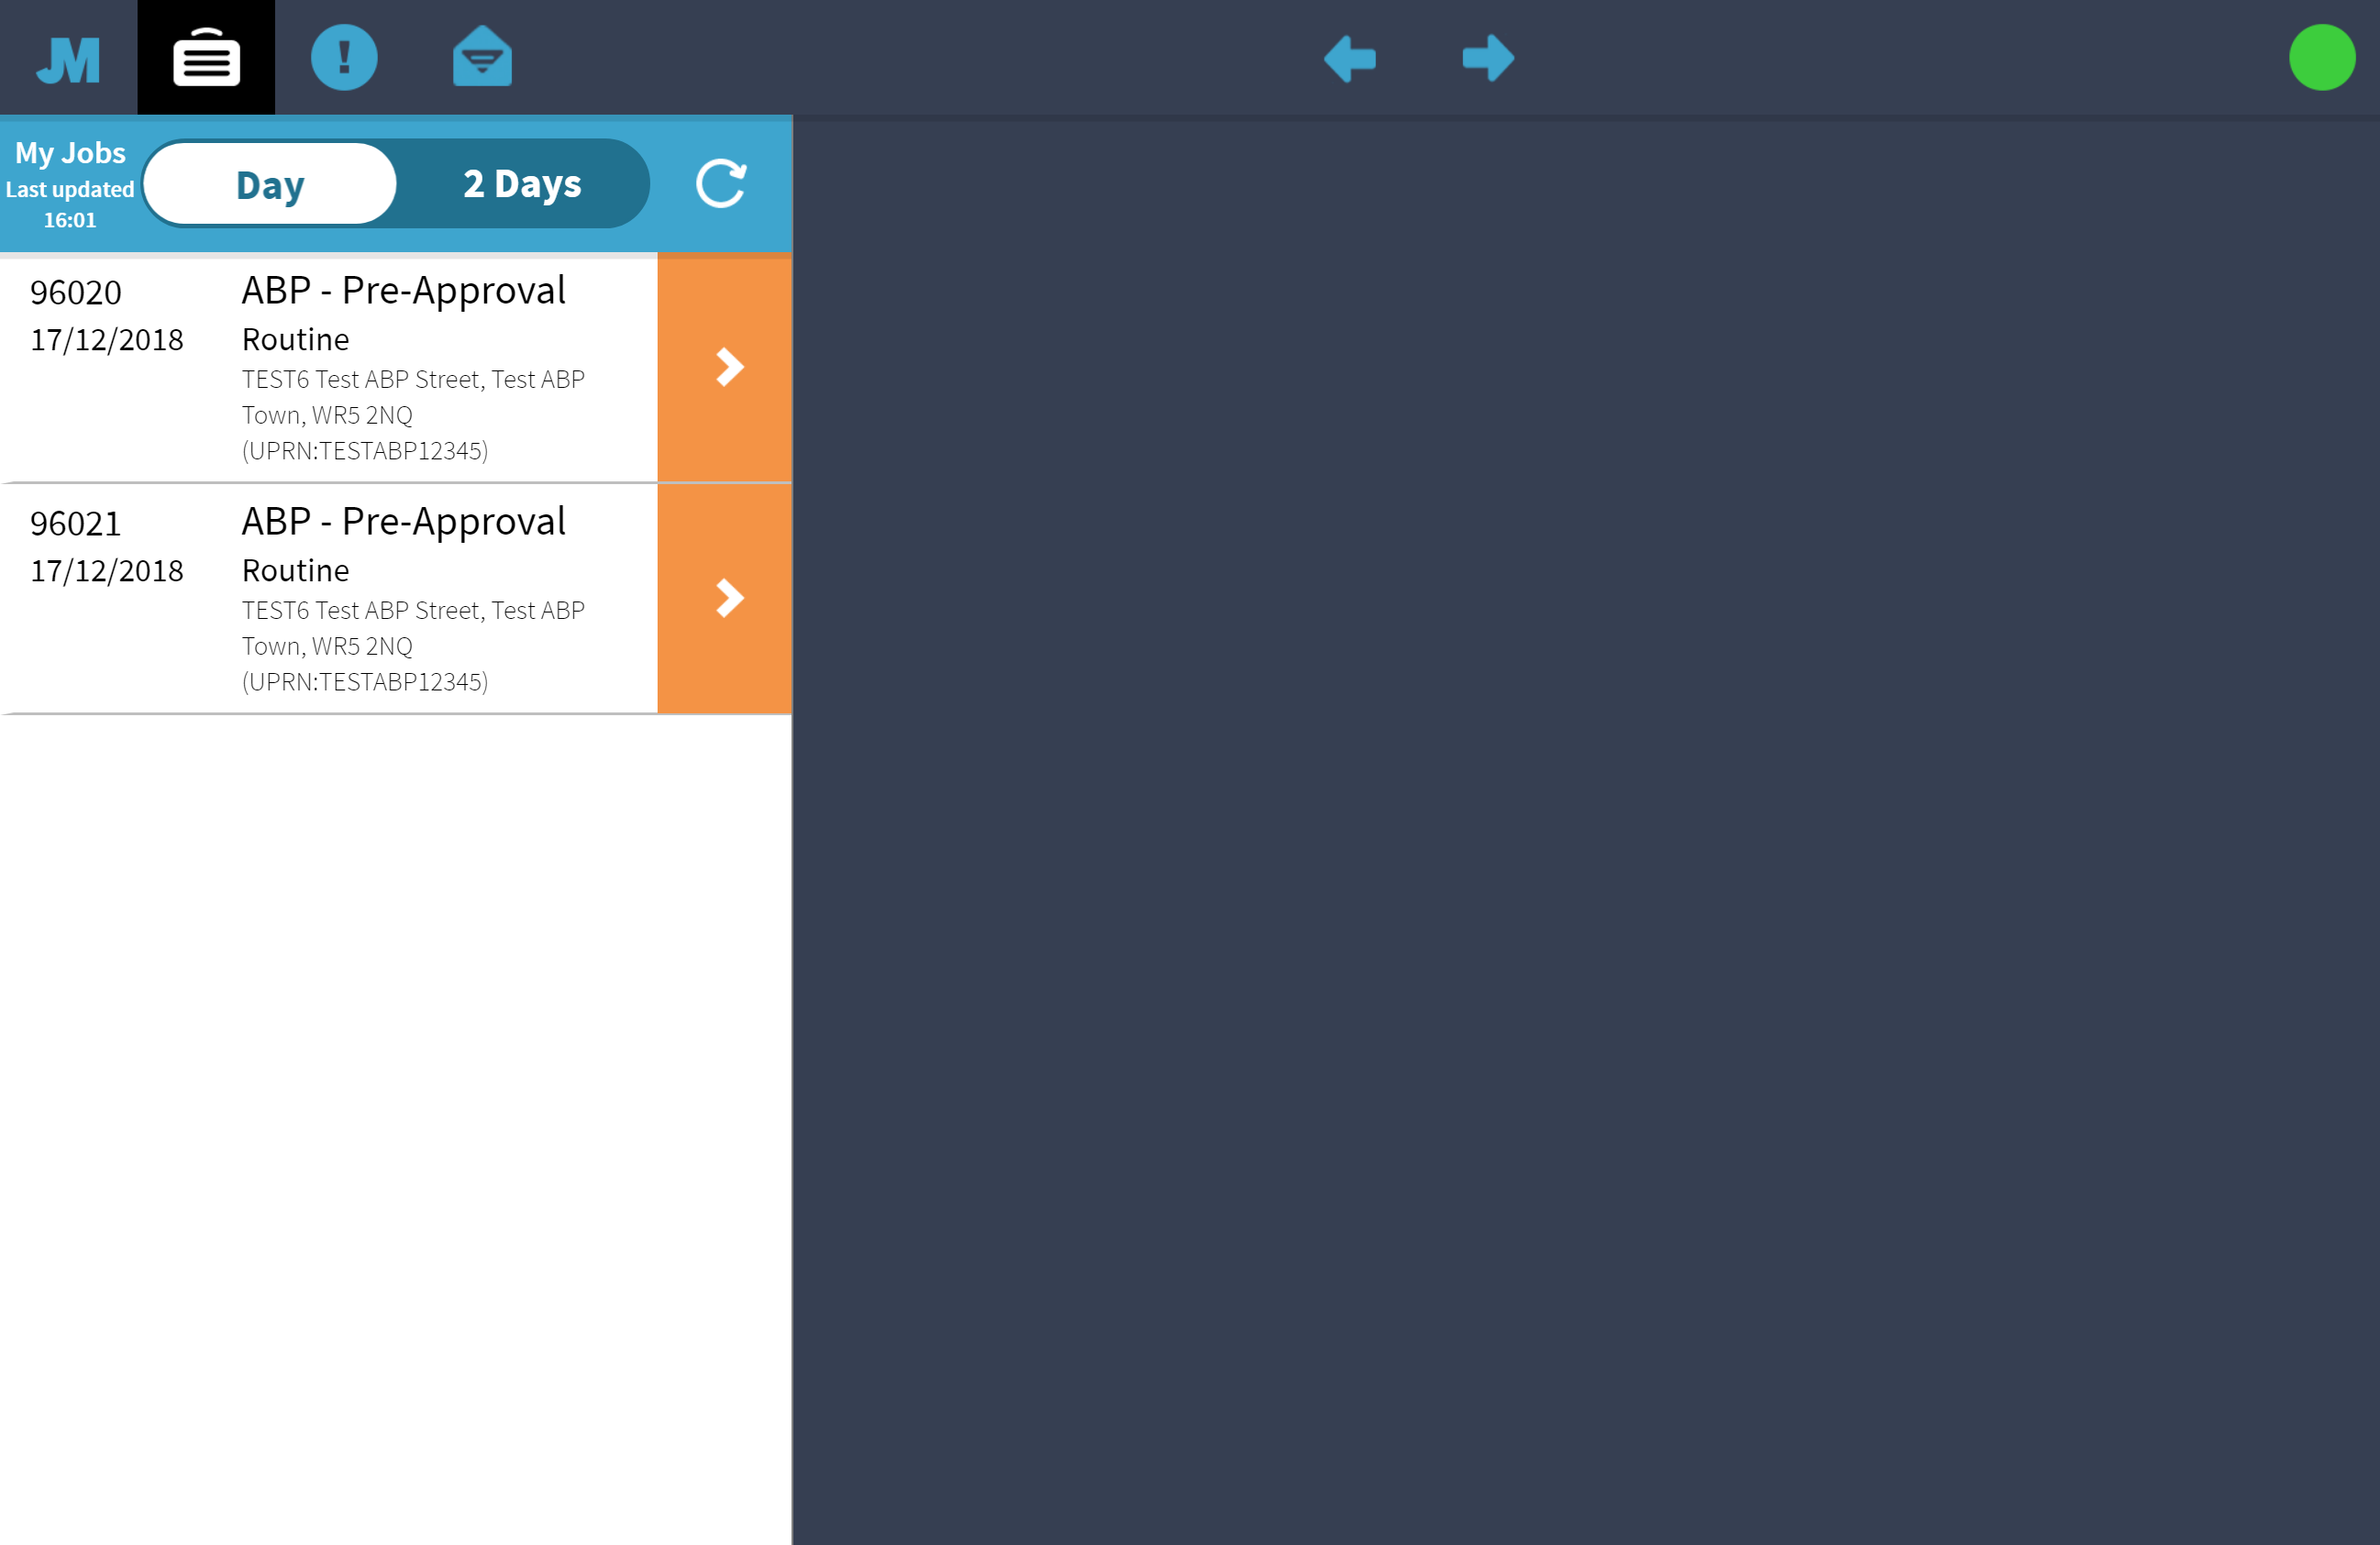 JM
My Jobs
Last updated
16:01
Day
2 Days
96020
17/12/2018
ABP - Pre-Approval
Routine
TEST6 Test ABP Street, Test ABP
Town, WR5 2NQ
(UPRN:TESTABP12345)
96021
17/12/2018
ABP - Pre-Approval
Routine
TEST6 Test ABP Street, Test ABP
Town, WR5 2NQ
(UPRN:TESTABP12345)